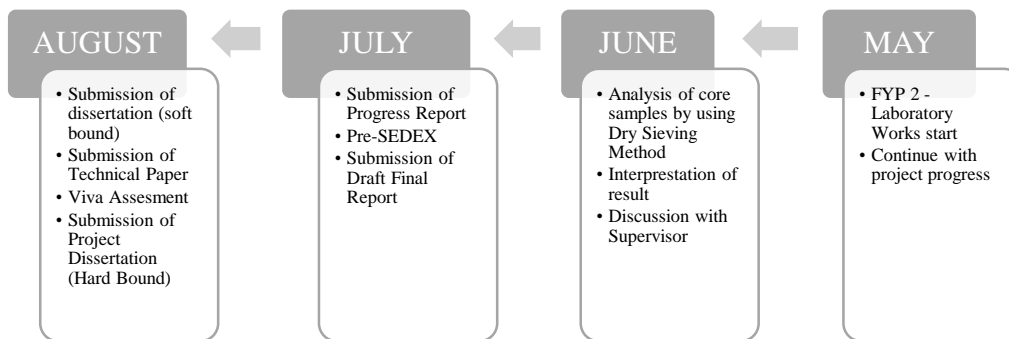 AUGUST
• Submission of
dissertation (soft
bound)
• Submission of
Technical Paper
• Viva Assesment
• Submission of
Project
Dissertation
(Hard Bound)
JULY
• Submission of
Progress Report
• Pre-SEDEX
• Submission of
Draft Final
Report
JUNE
• Analysis of core
samples by using
Dry Sieving
Method
• Interprestation of
result
• Discussion with
Supervisor
MAY
• FYP 2 -
Laboratory
Works start
• Continue with
project progress